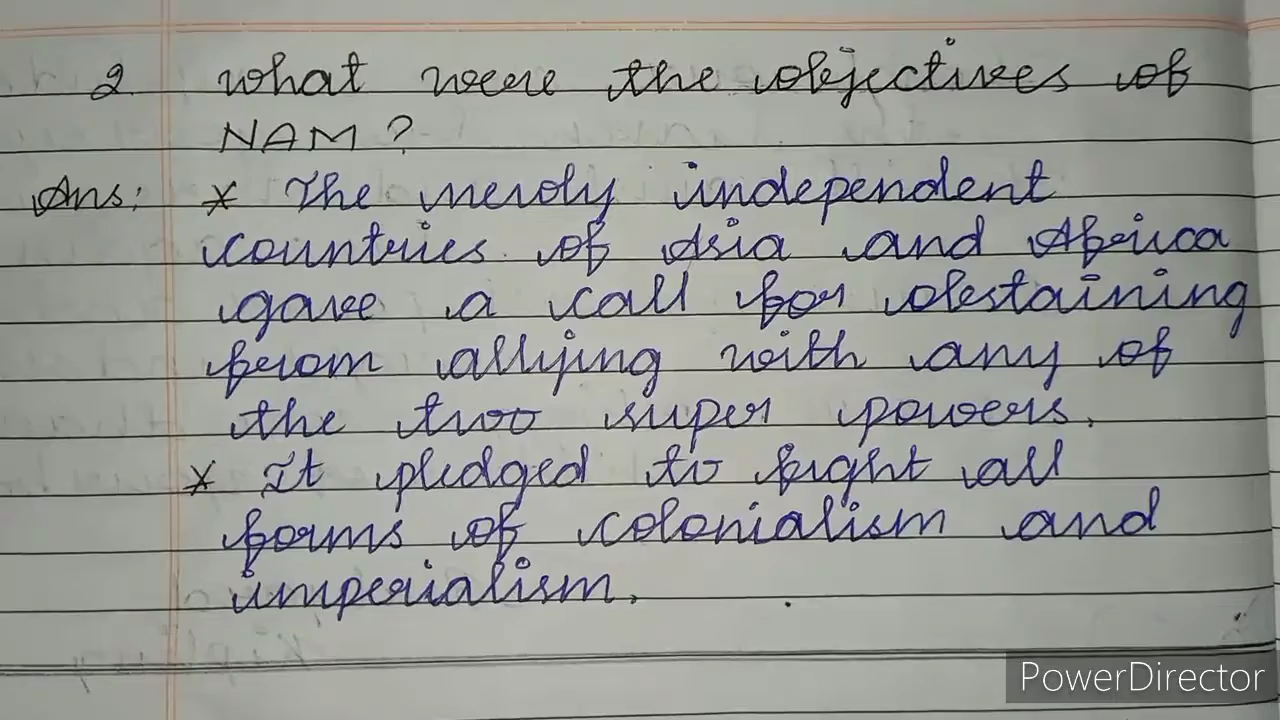 2. What were the objectives of
NAM?
Ans: * The newly independent
countries of Asia and Africa
gave a call for abstaining
from allying with any of
the two super powers.
* It pledged to fight all
forms of colonialism and
imperialism.
PowerDirector